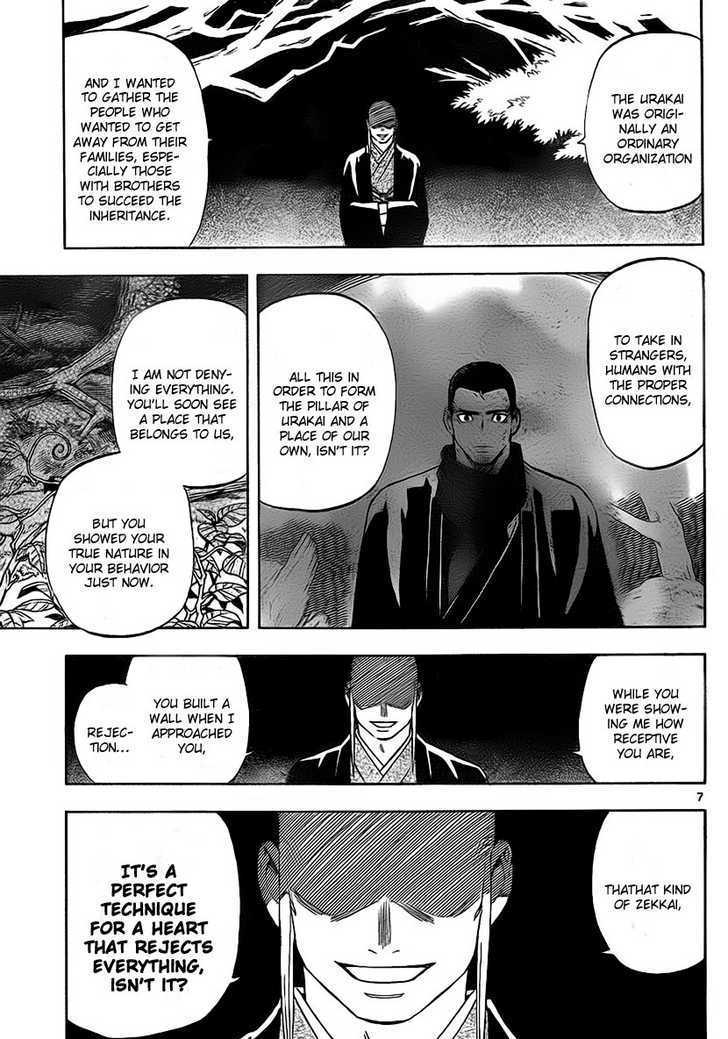 THE URAKAI
WAS ORIGI-
NALLY AN
ORDINARY
ORGANIZATION
AND I WANTED
TO GATHER THE
PEOPLE WHO
WANTED TO GET
AWAY FROM THEIR
FAMILIES, ESPE-
CIALLY THOSE
WITH BROTHERS
TO SUCCEED THE
INHERITANCE.
TO TAKE IN
STRANGERS,
HUMANS WITH
THE PROPER
CONNECTIONS,
ALL THIS IN
ORDER TO FORM
THE PILLAR OF
URAKAI AND A
PLACE OF OUR
OWN, ISN'T IT?
I AM NOT DENY-
ING EVERYTHING.
YOU'LL SOON SEE
A PLACE THAT
BELONGS TO US,
BUT YOU
SHOWED YOUR
TRUE NATURE IN
YOUR BEHAVIOR
JUST NOW.
WHILE YOU
WERE SHOW-
ING ME HOW
RECEPTIVE
YOU ARE,
YOU BUILT A
WALL WHEN I
APPROACHED
YOU,
REJEC-
TION...
7
THATHAT KIND
OF ZEKKAI,
IT'S A
PERFECT
TECHNIQUE
FOR A HEART
THAT REJECTS
EVERYTHING,
ISN'T IT?